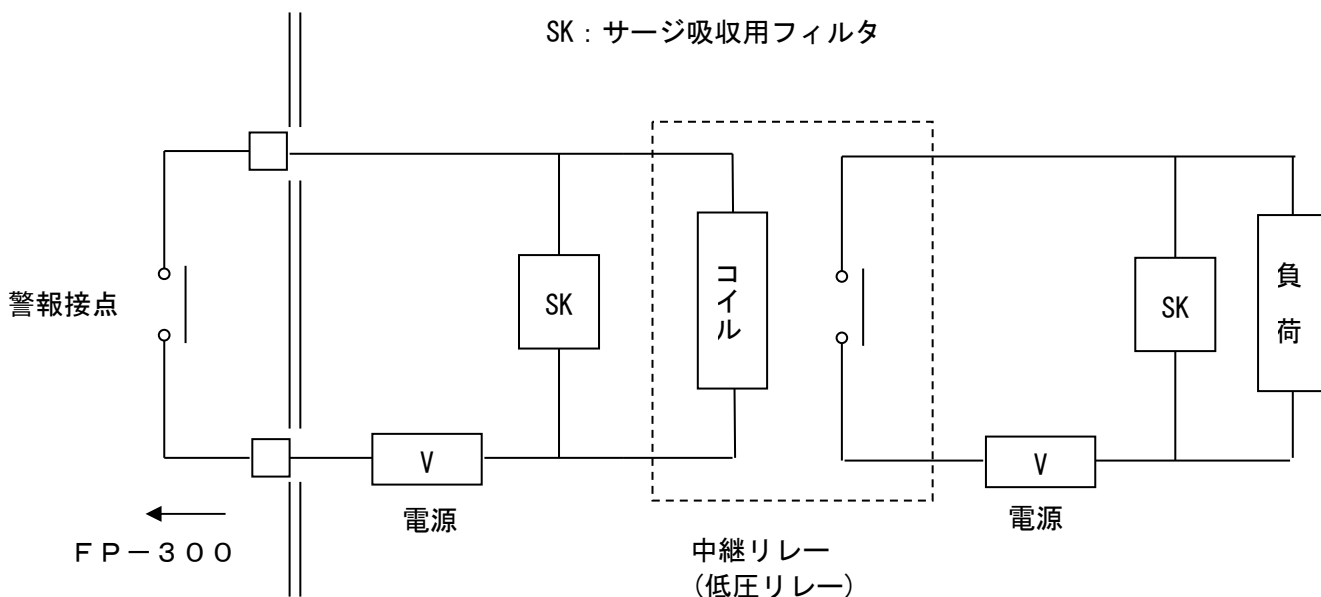 SK：サージ吸収用フィルタ
警報接点
SK
コイル
SK
負荷
V
電源
V
電源
ＦＰ－３００
中継リレー
(低圧リレー)